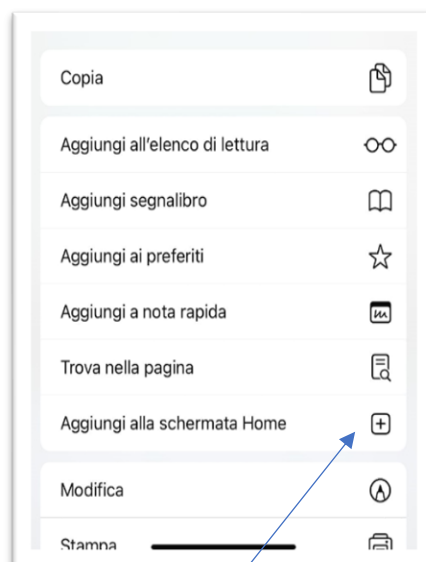 Copia
Aggiungi all'elenco di lettura
Aggiungi segnalibro
Aggiungi ai preferiti
Aggiungi a nota rapida
Trova nella pagina
Aggiungi alla schermata Home
Modifica
Stampa